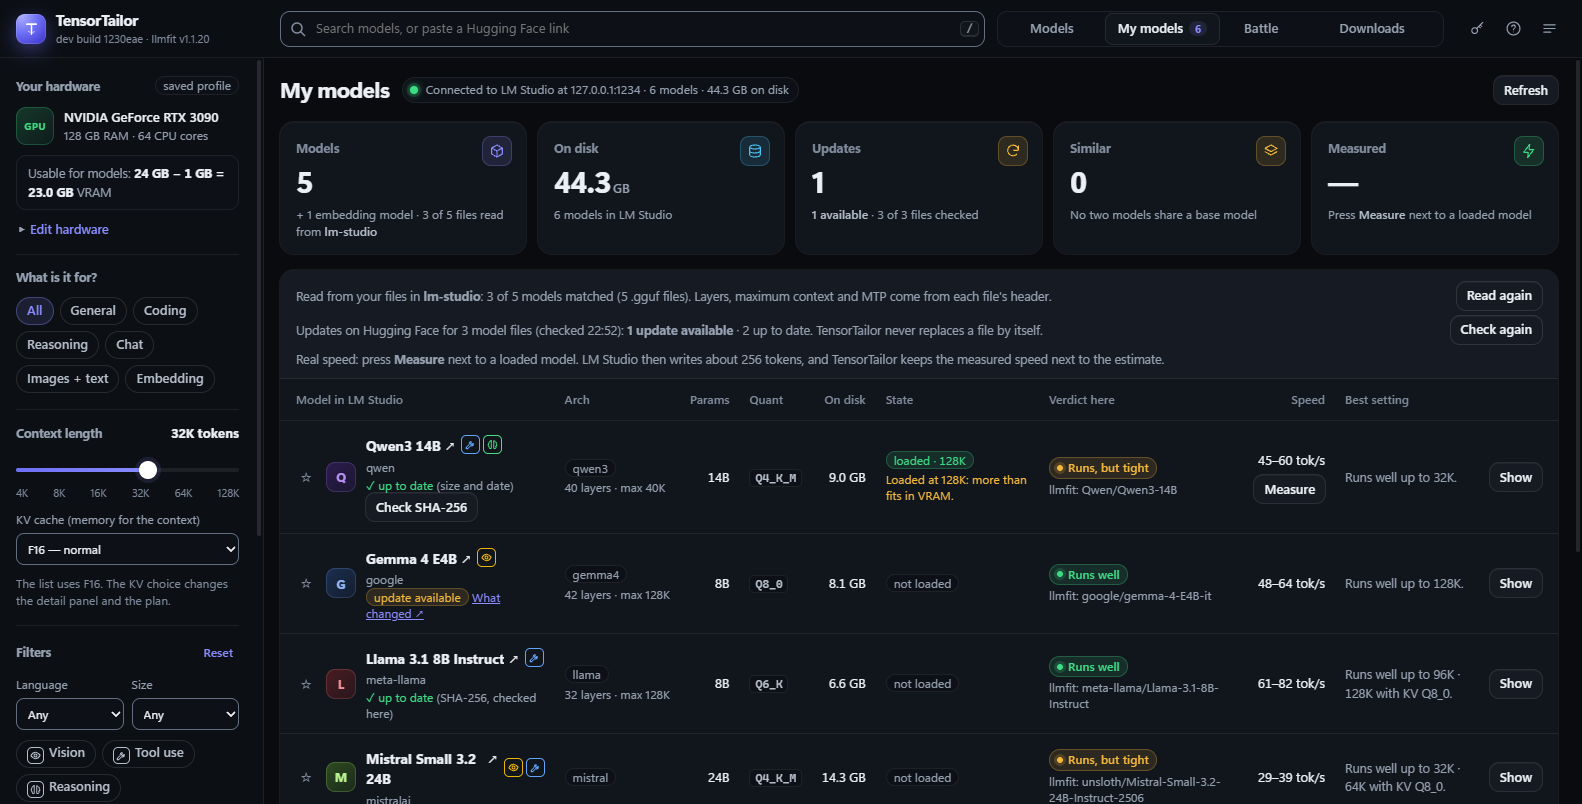 TensorTailor
dev build 1230eae · llmfit v1.1.20
Search models, or paste a Hugging Face link
/
Models
My models 6
Battle
Downloads
Your hardware
saved profile
GPU
NVIDIA GeForce RTX 3090
128 GB RAM · 64 CPU cores
Usable for models: 24 GB – 1 GB =
23.0 GB VRAM
Edit hardware
What is it for?
All
General
Coding
Reasoning
Chat
Images + text
Embedding
Context length
32K tokens
4K 8K 16K 32K 64K 128K
KV cache (memory for the context)
F16 — normal
The list uses F16. The KV choice changes
the detail panel and the plan.
Filters
Reset
Language
Size
Any
Any
Vision
Tool use
Reasoning
My models
Connected to LM Studio at 127.0.0.1:1234 · 6 models · 44.3 GB on disk
Refresh
Models
5
+ 1 embedding model · 3 of 5 files read
from lm-studio
On disk
44.3 GB
6 models in LM Studio
Updates
1
1 available · 3 of 3 files checked
Similar
0
No two models share a base model
Measured
—
Press Measure next to a loaded model
Read from your files in lm-studio: 3 of 5 models matched (5 .gguf files). Layers, maximum context and MTP come from each file's header.
Read again
Updates on Hugging Face for 3 model files (checked 22:52): 1 update available · 2 up to date. TensorTailor never replaces a file by itself.
Check again
Real speed: press Measure next to a loaded model. LM Studio then writes about 256 tokens, and TensorTailor keeps the measured speed next to the estimate.
Model in LM Studio Arch Params Quant On disk State Verdict here Speed Best setting
☆
Q
Qwen3 14B ↗
qwen
✓ up to date (size and date)
Check SHA-256
qwen3
40 layers · max 40K
14B
Q4_K_M
9.0 GB
loaded · 128K
Loaded at 128K: more than
fits in VRAM.
Runs, but tight
llmfit: Qwen/Qwen3-14B
45–60 tok/s
Measure
Runs well up to 32K.
Show
☆
G
Gemma 4 E4B ↗
google
update available What
changed ↗
gemma4
42 layers · max 128K
8B
Q8_0
8.1 GB
not loaded
Runs well
llmfit: google/gemma-4-E4B-it
48–64 tok/s
Runs well up to 128K.
Show
☆
L
Llama 3.1 8B Instruct ↗
meta-llama
✓ up to date (SHA-256, checked
here)
llama
32 layers · max 128K
8B
Q6_K
6.6 GB
not loaded
Runs well
llmfit: meta-llama/Llama-3.1-8B-
Instruct
61–82 tok/s
Runs well up to 96K ·
128K with KV Q8_0.
Show
☆
M
Mistral Small 3.2 ↗
24B
mistralai
mistral
24B
Q4_K_M
14.3 GB
not loaded
Runs, but tight
llmfit: unsloth/Mistral-Small-3.2-
24B-Instruct-2506
29–39 tok/s
Runs well up to 32K ·
64K with KV Q8_0.
Show